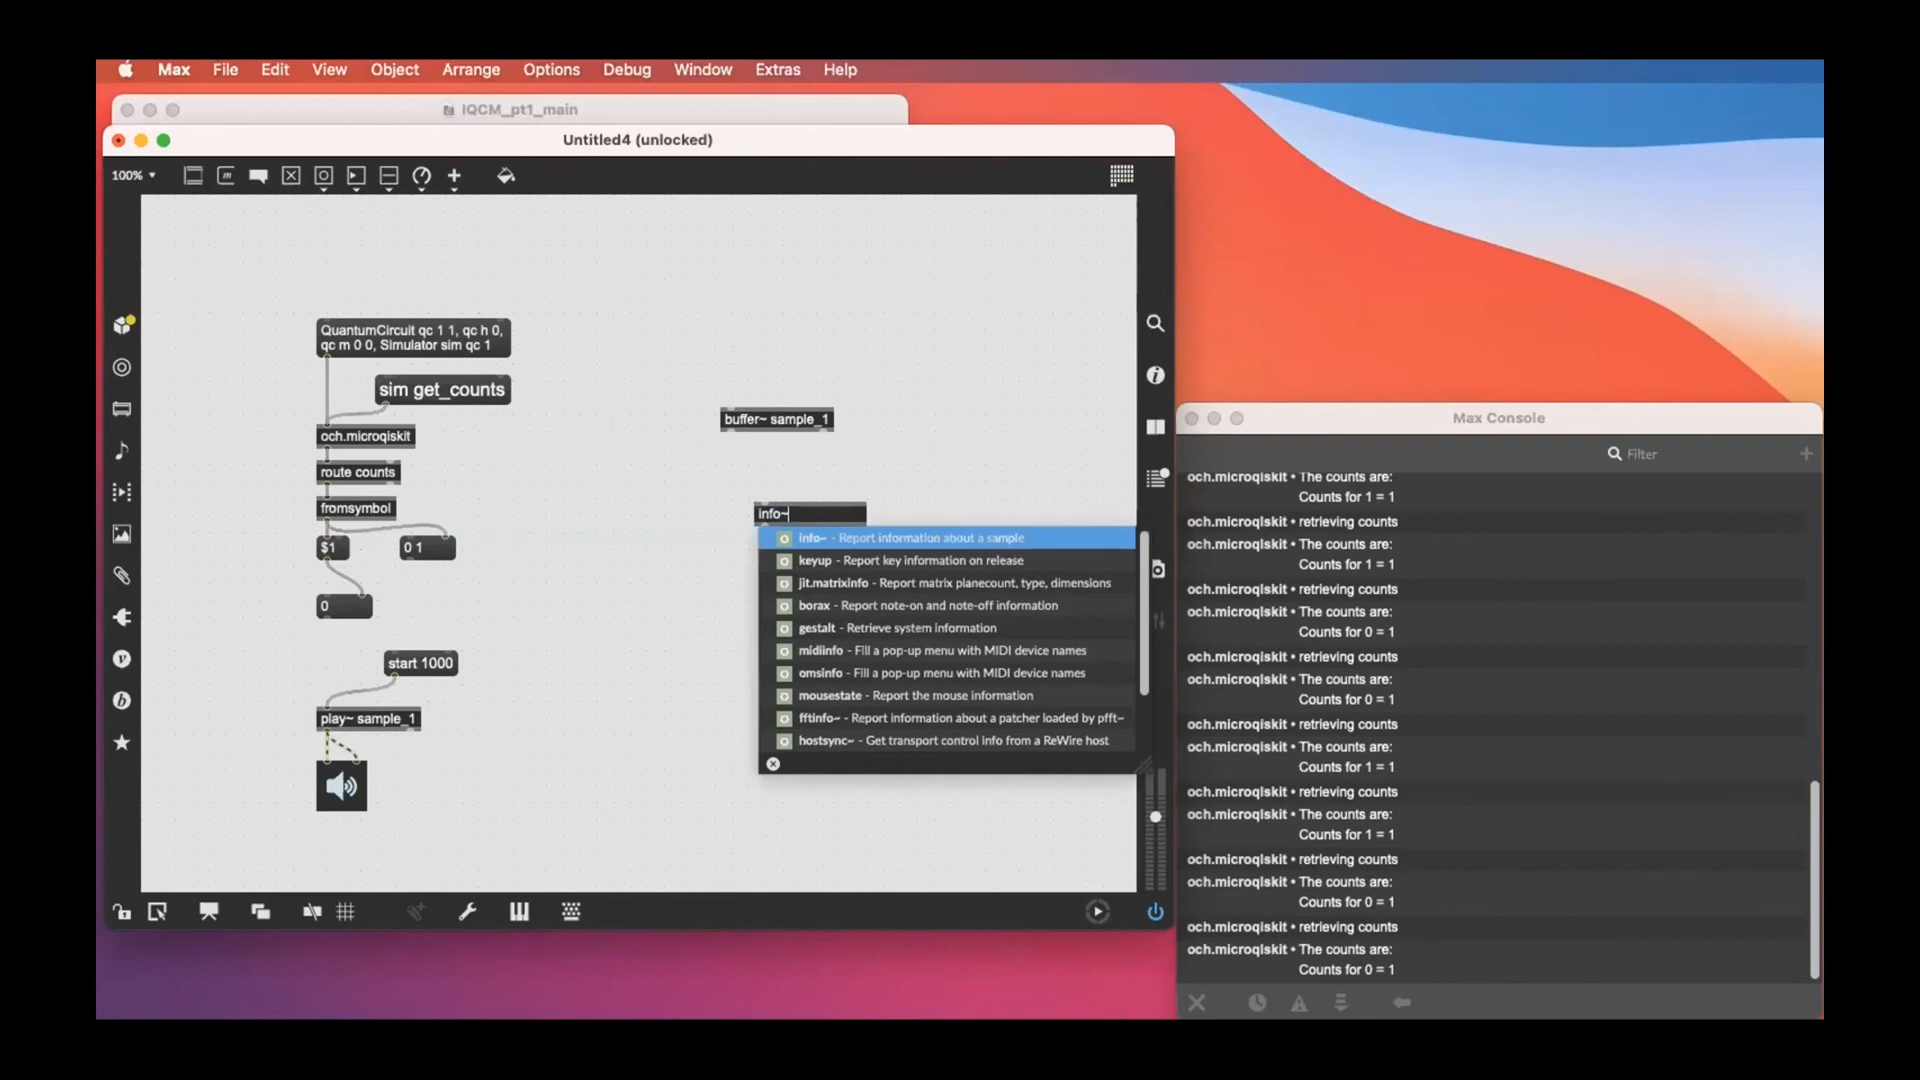 Max File Edit View Object Arrange Options Debug Window Extras Help
IQCM_pt1_main
Untitled4 (unlocked)
100%
QuantumCircuit qc 1 1, qc h 0,
qc m 0 0, Simulator sim qc 1
sim get_counts
och.microqiskit
route counts
fromsymbol
$1
0 1
0
start 1000
play~ sample_1
buffer~ sample_1
info~
info~ - Report information about a sample
keyup - Report key information on release
jit.matrixinfo - Report matrix planecount, type, dimensions
borax - Report note-on and note-off information
gestalt - Retrieve system information
midiinfo - Fill a pop-up menu with MIDI device names
omsinfo - Fill a pop-up menu with MIDI device names
mousestate - Report the mouse information
fftinfo~ - Report information about a patcher loaded by pfft~
hostsync~ - Get transport control info from a ReWire host
Max Console
Filter
och.microqiskit • The counts are:
Counts for 1 = 1
och.microqiskit • retrieving counts
och.microqiskit • The counts are:
Counts for 1 = 1
och.microqiskit • retrieving counts
och.microqiskit • The counts are:
Counts for 0 = 1
och.microqiskit • retrieving counts
och.microqiskit • The counts are:
Counts for 0 = 1
och.microqiskit • retrieving counts
och.microqiskit • The counts are:
Counts for 1 = 1
och.microqiskit • retrieving counts
och.microqiskit • The counts are:
Counts for 1 = 1
och.microqiskit • retrieving counts
och.microqiskit • The counts are:
Counts for 0 = 1
och.microqiskit • retrieving counts
och.microqiskit • The counts are:
Counts for 0 = 1